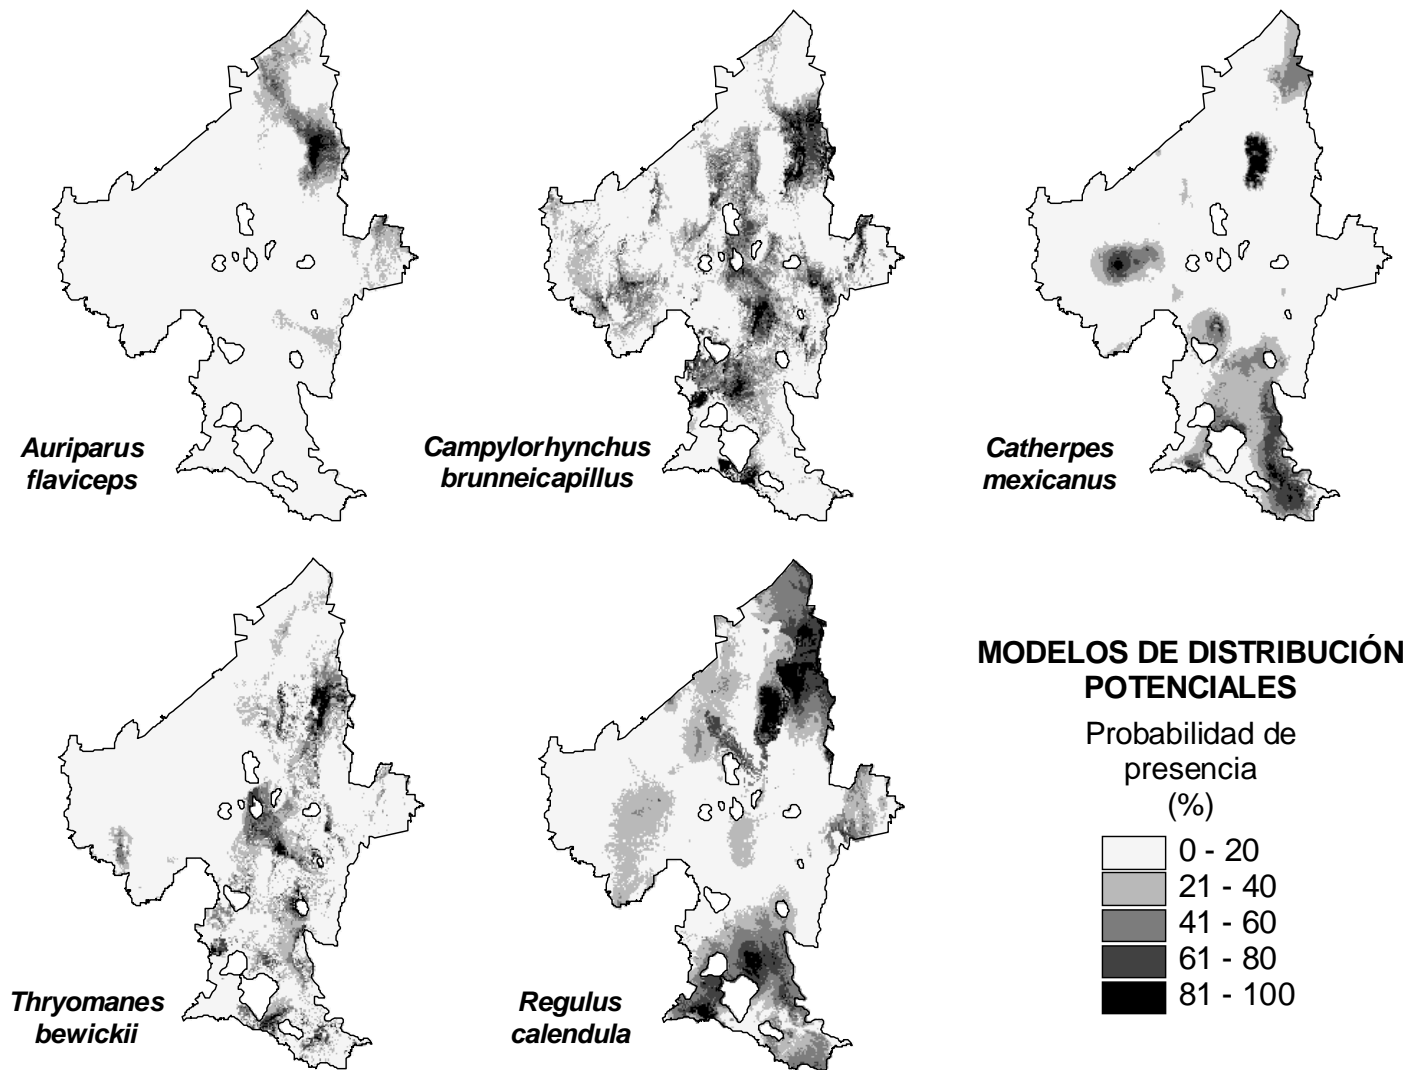 Auriparus
flaviceps
Campylorhynchus
brunneicapillus
Catherpes
mexicanus
Thryomanes
bewickii
Regulus
calendula
MODELOS DE DISTRIBUCIÓN
POTENCIALES
Probabilidad de
presencia
(%)
0 - 20
21 - 40
41 - 60
61 - 80
81 - 100